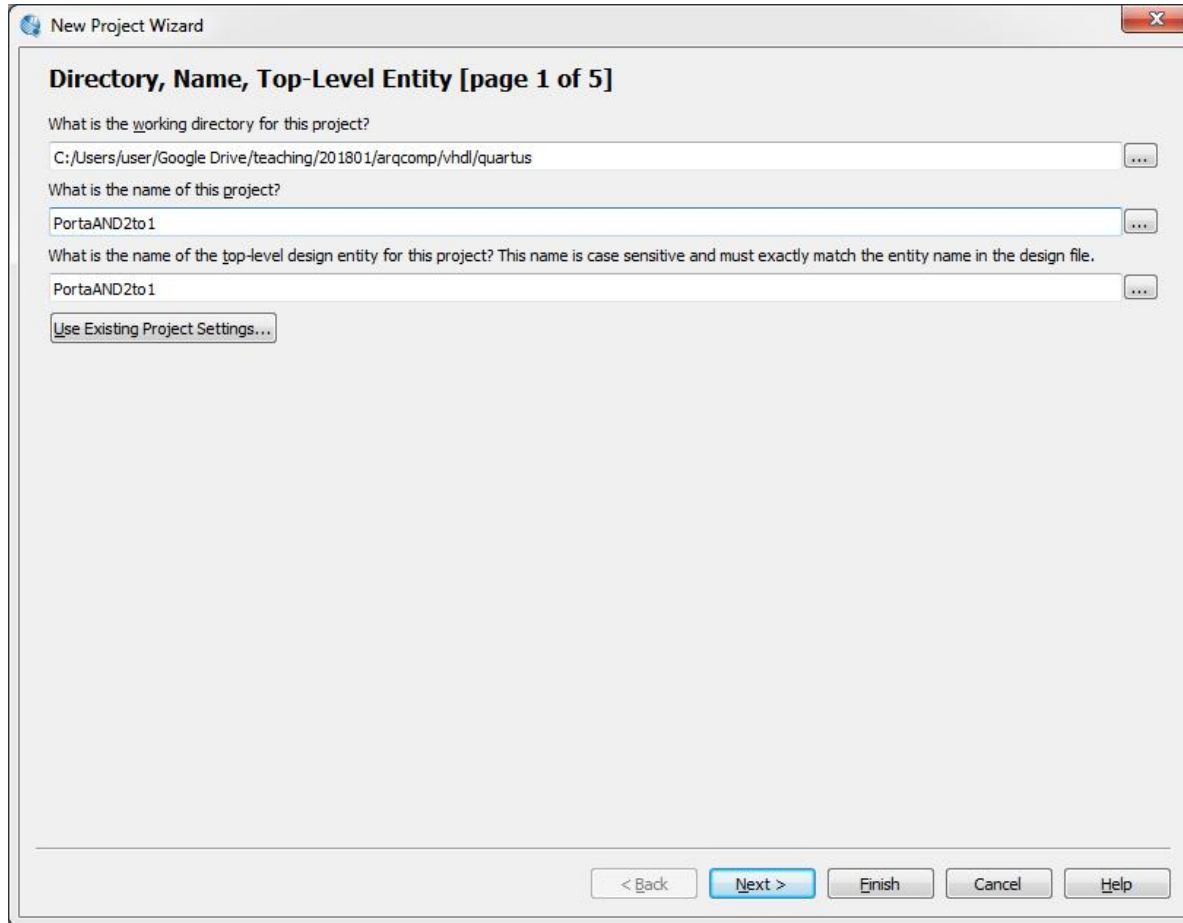 New Project Wizard
Directory, Name, Top-Level Entity [page 1 of 5]
What is the working directory for this project?
C:/Users/user/Google Drive/teaching/201801/arqcomp/vhdl/quartus
...
What is the name of this project?
PortaAND2to1
...
What is the name of the top-level design entity for this project? This name is case sensitive and must exactly match the entity name in the design file.
PortaAND2to1
...
Use Existing Project Settings...
< Back
Next >
Finish
Cancel
Help